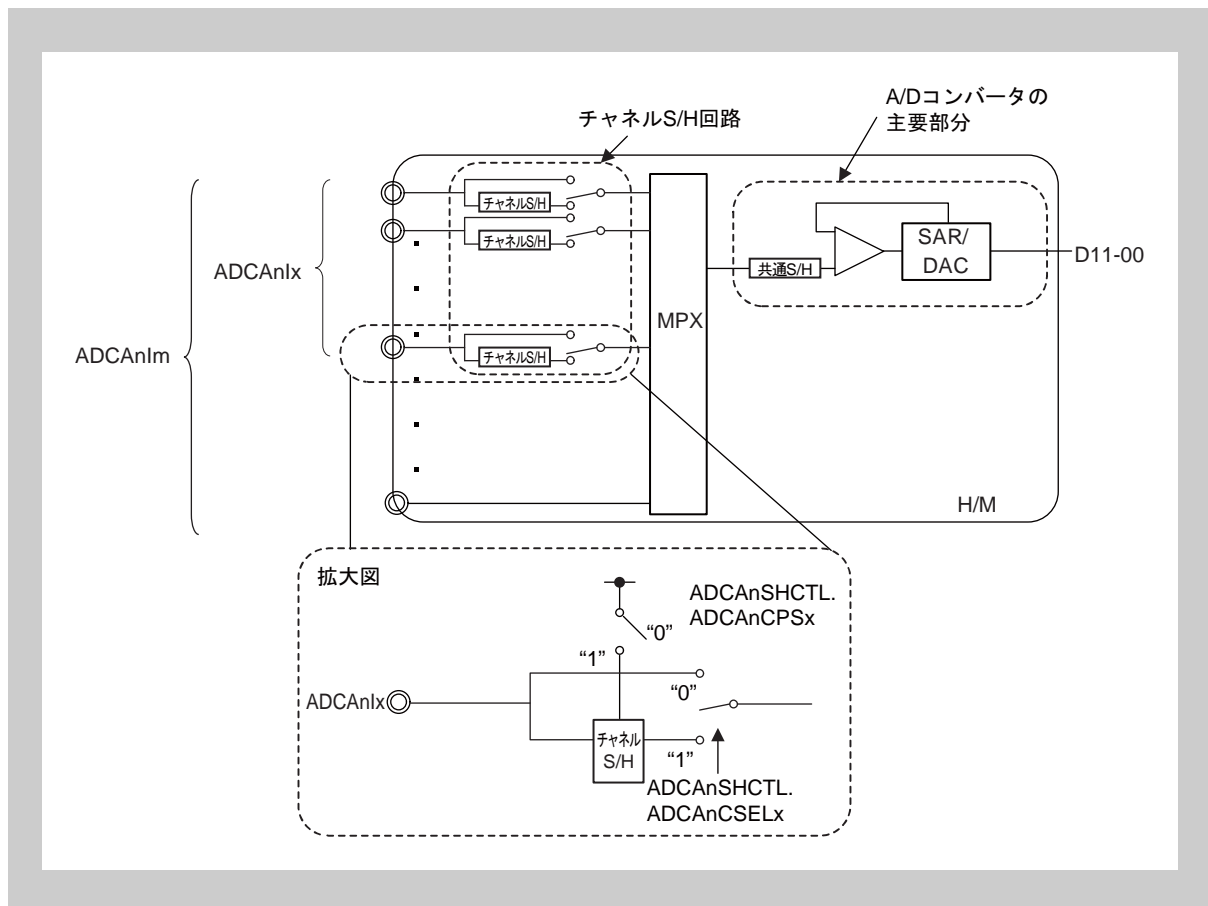 A/Dコンバータの
主要部分
チャネルS/H回路
チャネルS/H
チャネルS/H
SAR/
DAC
D11-00
共通S/H
ADCAnIx
MPX
ADCAnIm
チャネルS/H
H/M
拡大図
ADCAnSHCTL.
ADCAnCPSx
“0”
“1”
“0”
ADCAnIx
チャネル
S/H
“1”
ADCAnSHCTL.
ADCAnCSELx